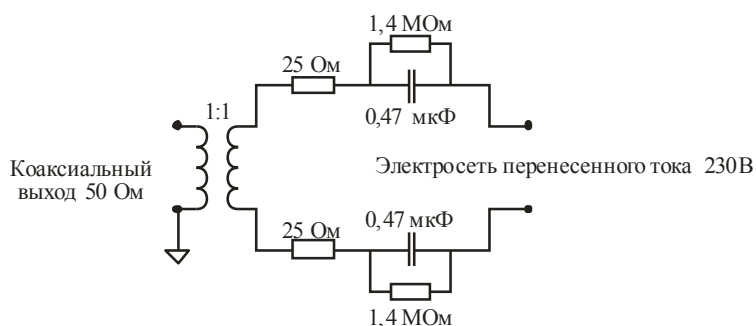 1,4 МОм
25 Ом
1:1
0,47 мкФ
Коаксиальный
выход 50 Ом
Электросеть перенесенного тока 230В
0,47 мкФ
25 Ом
1,4 МОм